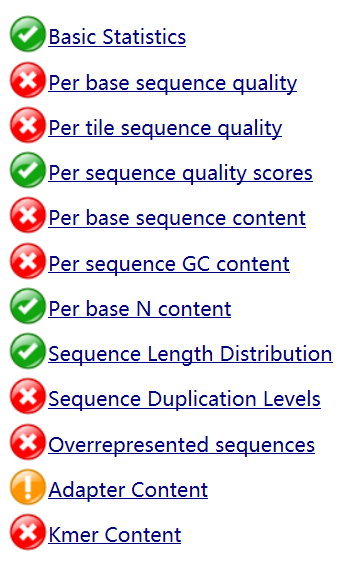 Basic Statistics
Per base sequence quality
Per tile sequence quality
Per sequence quality scores
Per base sequence content
Per sequence GC content
Per base N content
Sequence Length Distribution
Sequence Duplication Levels
Overrepresented sequences
Adapter Content
Kmer Content